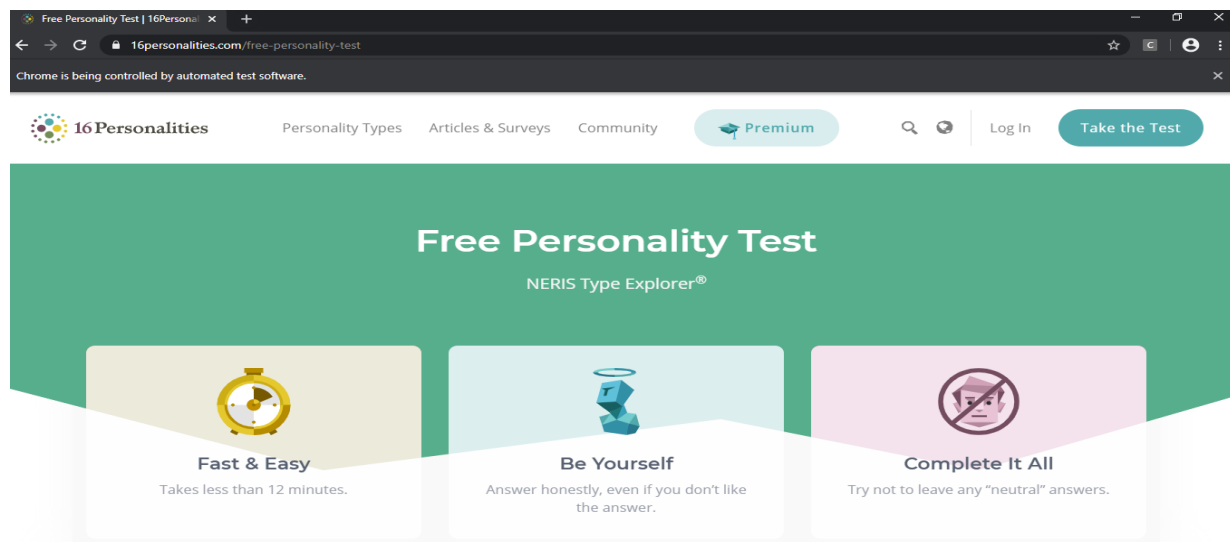 Free Personality Test | 16Personal
16personalities.com/free-personality-test
C
Chrome is being controlled by automated test software.
16Personalities Personality Types Articles & Surveys Community Premium Log In Take the Test
Free Personality Test
NERIS Type Explorer®
T
Fast & Easy
Takes less than 12 minutes.
Be Yourself
Answer honestly, even if you don't like
the answer.
Complete It All
Try not to leave any “neutral” answers.